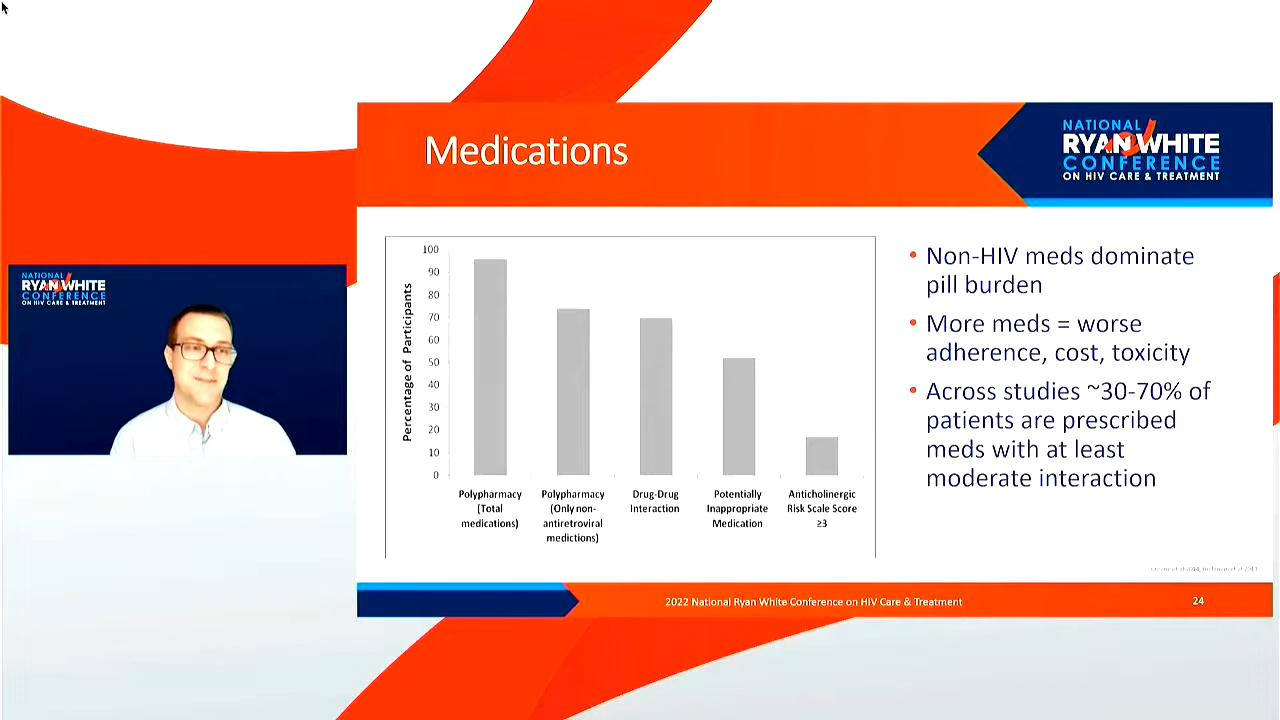 Medications
NATIONAL
RYAN WHITE
CONFERENCE
ON HIV CARE & TREATMENT
NATIONAL
RYAN WHITE
CONFERENCE
ON HIV CARE & TREATMENT
Percentage of Participants
100
90
80
70
60
50
40
30
20
10
0
Polypharmacy
(Total
medications)
Polypharmacy
(Only non-
antiretroviral
medictions)
Drug-Drug
Interaction
Potentially
Inappropriate
Medication
Anticholinergic
Risk Scale Score
≥3
• Non-HIV meds dominate
pill burden
• More meds = worse
adherence, cost, toxicity
• Across studies ~30-70% of
patients are prescribed
meds with at least
moderate interaction
2022 National Ryan White Conference on HIV Care & Treatment
24